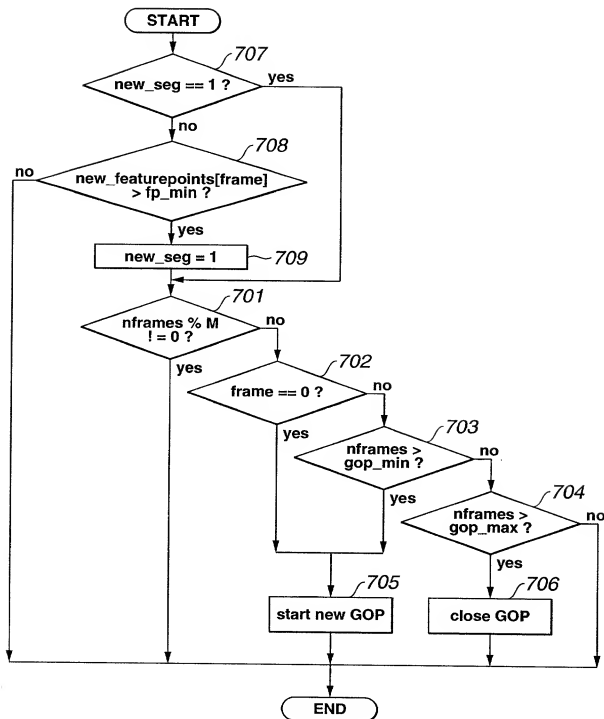 START
707
new_seg == 1 ?
yes
no
708
no
new_featurepoints[frame]
> fp_min ?
yes
new_seg = 1
709
701
nframes % M
! = 0 ?
no
yes
702
frame == 0 ?
no
yes
703
nframes >
gop_min ?
no
yes
704
nframes >
gop_max ?
no
yes
705
start new GOP
706
close GOP
END